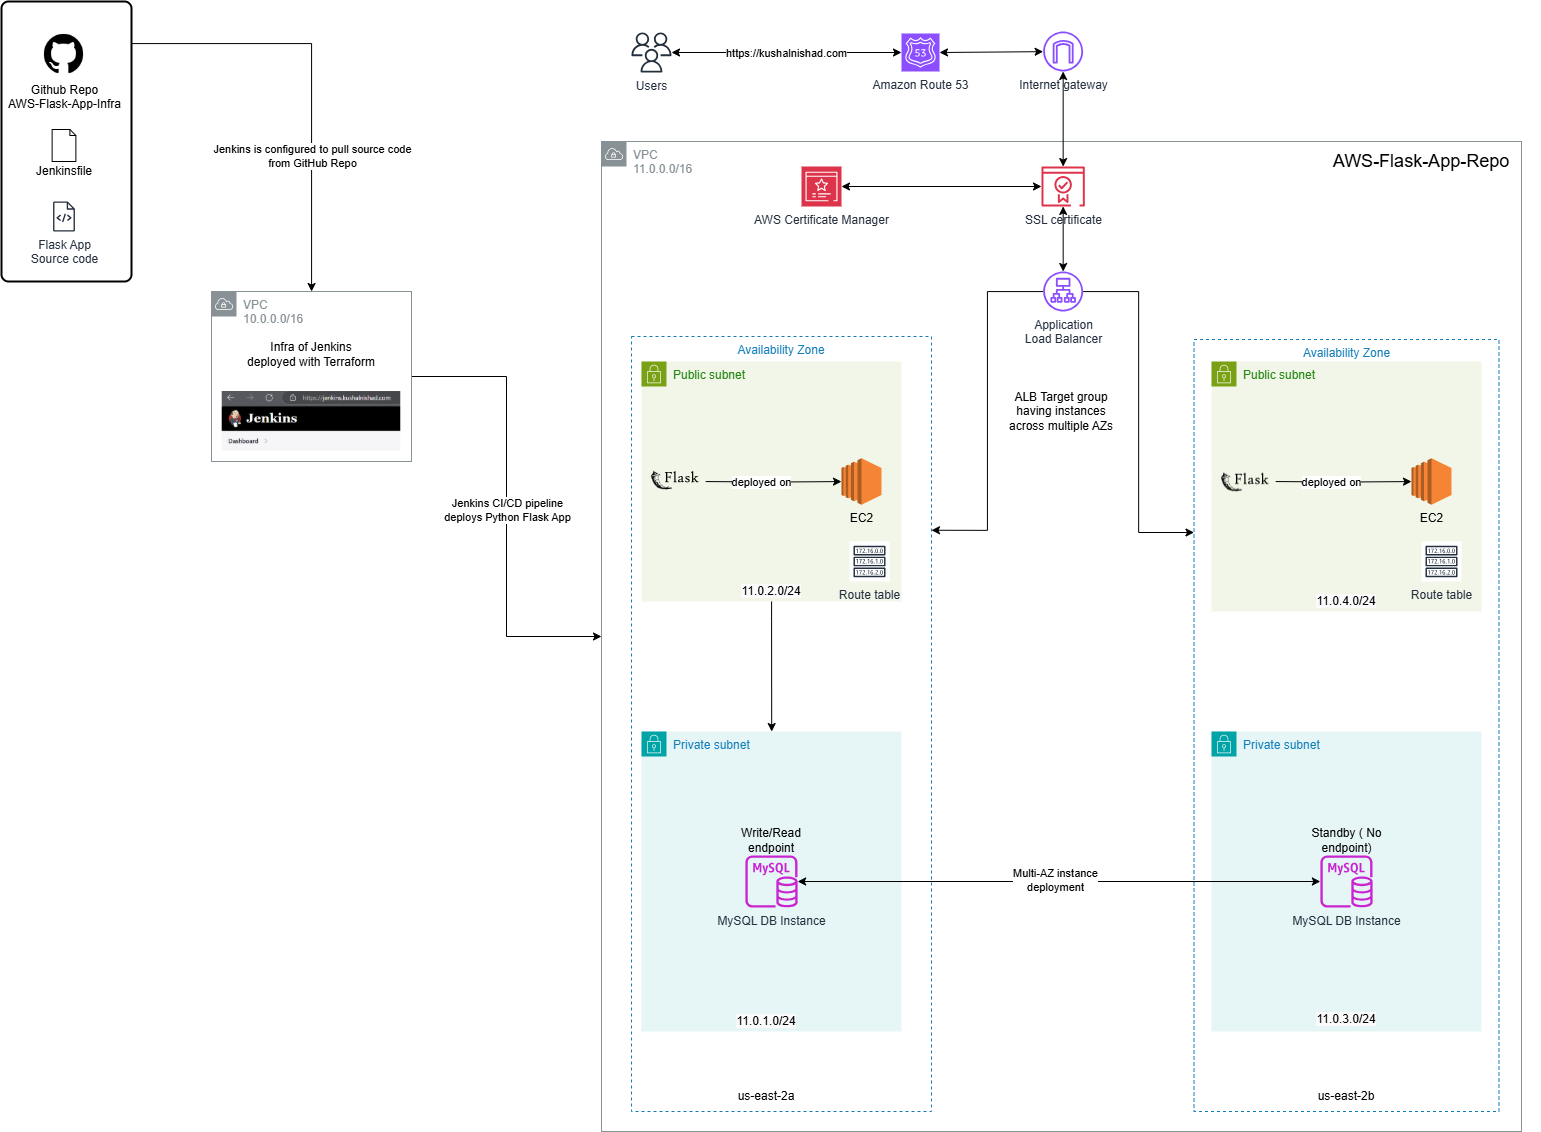 Github Repo
AWS-Flask-App-Infra
Jenkinsfile
Flask App
Source code
Jenkins is configured to pull source code
from GitHub Repo
VPC
10.0.0.0/16
Infra of Jenkins
deployed with Terraform
https://jenkins.kushalnishad.com
Jenkins
Dashboard
Jenkins CI/CD pipeline
deploys Python Flask App
Users
https://kushalnishad.com
53
Amazon Route 53
Internet gateway
VPC
11.0.0.0/16
AWS-Flask-App-Repo
AWS Certificate Manager
SSL certificate
Application
Load Balancer
ALB Target group
having instances
across multiple AZs
Availability Zone
Public subnet
Flask
deployed on
EC2
172.16.0.0
172.16.1.0
172.16.2.0
Route table
11.0.2.0/24
Private subnet
Write/Read
endpoint
MySQL
MySQL DB Instance
11.0.1.0/24
us-east-2a
Multi-AZ instance
deployment
Availability Zone
Public subnet
Flask
deployed on
EC2
172.16.0.0
172.16.1.0
172.16.2.0
Route table
11.0.4.0/24
Private subnet
Standby ( No
endpoint)
MySQL
MySQL DB Instance
11.0.3.0/24
us-east-2b